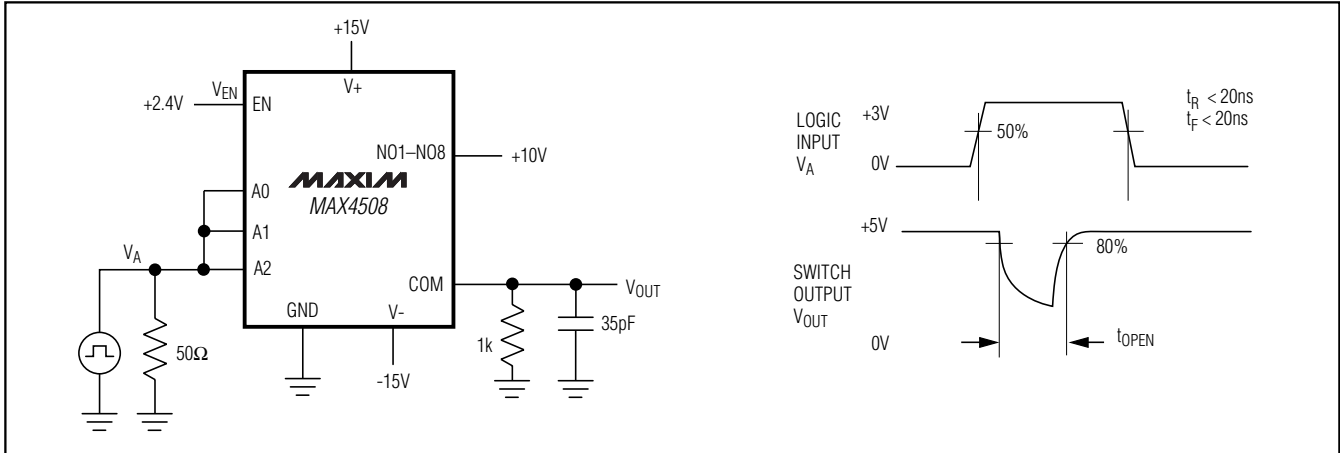 +15V
V+
+2.4V
VEN
EN
NO1–NO8
+10V
MAXIM
MAX4508
A0
A1
A2
VA
COM
VOUT
GND
V-
50Ω
-15V
1k
35pF
LOGIC
INPUT
VA
+3V
50%
0V
tR < 20ns
tF < 20ns
+5V
80%
SWITCH
OUTPUT
VOUT
0V
tOPEN